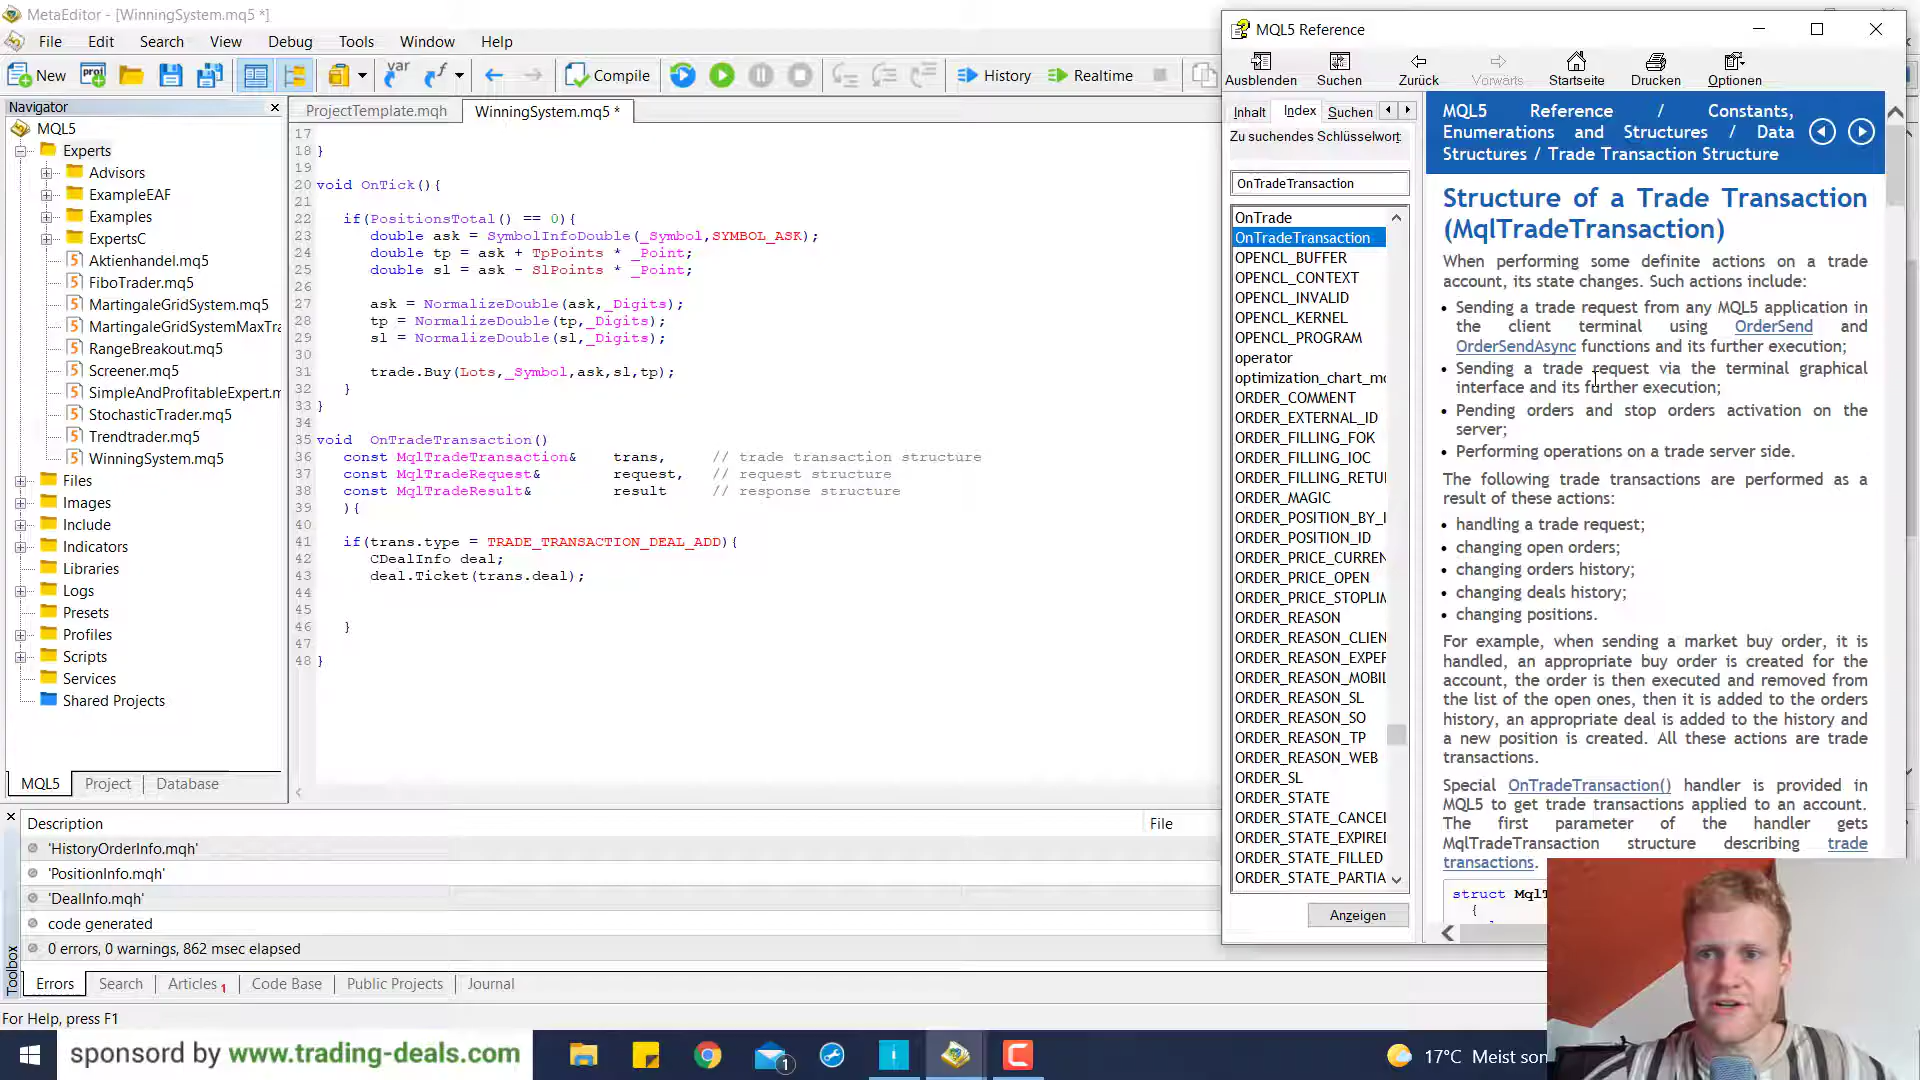 MetaEditor - [WinningSystem.mq5 *]
File Edit Search View Debug Tools Window Help
New proj var Compile History Realtime
Navigator
MQL5
Experts
Advisors
ExampleEAF
Examples
ExpertsC
Aktienhandel.mq5
FiboTrader.mq5
MartingaleGridSystem.mq5
MartingaleGridSystemMaxTra
RangeBreakout.mq5
Screener.mq5
SimpleAndProfitableExpert.m
StochasticTrader.mq5
Trendtrader.mq5
WinningSystem.mq5
Files
Images
Include
Indicators
Libraries
Logs
Presets
Profiles
Scripts
Services
Shared Projects
MQL5 Project Database
ProjectTemplate.mqh WinningSystem.mq5 *
17
18 }
19
20 void OnTick(){
21
22 if(PositionsTotal() == 0){
23 double ask = SymbolInfoDouble(_Symbol,SYMBOL_ASK);
24 double tp = ask + TpPoints * _Point;
25 double sl = ask - SlPoints * _Point;
26
27 ask = NormalizeDouble(ask,_Digits);
28 tp = NormalizeDouble(tp,_Digits);
29 sl = NormalizeDouble(sl,_Digits);
30
31 trade.Buy(Lots,_Symbol,ask,sl,tp);
32 }
33 }
34
35 void OnTradeTransaction()
36 const MqlTradeTransaction& trans, // trade transaction structure
37 const MqlTradeRequest& request, // request structure
38 const MqlTradeResult& result // response structure
39 ){
40
41 if(trans.type = TRADE_TRANSACTION_DEAL_ADD){
42 CDealInfo deal;
43 deal.Ticket(trans.deal);
44
45
46 }
47
48 }
MQL5 Reference
Ausblenden Suchen Zurück Vorwärts Startseite Drucken Optionen
Inhalt Index Suchen
Zu suchendes Schlüsselwort:
OnTradeTransaction
OnTrade
OnTradeTransaction
OPENCL_BUFFER
OPENCL_CONTEXT
OPENCL_INVALID
OPENCL_KERNEL
OPENCL_PROGRAM
operator
optimization_chart_mo
ORDER_COMMENT
ORDER_EXTERNAL_ID
ORDER_FILLING_FOK
ORDER_FILLING_IOC
ORDER_FILLING_RETU
ORDER_MAGIC
ORDER_POSITION_BY_I
ORDER_POSITION_ID
ORDER_PRICE_CURREN
ORDER_PRICE_OPEN
ORDER_PRICE_STOPLIM
ORDER_REASON
ORDER_REASON_CLIEN
ORDER_REASON_EXPER
ORDER_REASON_MOBIL
ORDER_REASON_SL
ORDER_REASON_SO
ORDER_REASON_TP
ORDER_REASON_WEB
ORDER_SL
ORDER_STATE
ORDER_STATE_CANCEL
ORDER_STATE_EXPIRED
ORDER_STATE_FILLED
ORDER_STATE_PARTIA
Anzeigen
MQL5 Reference / Constants,
Enumerations and Structures / Data
Structures / Trade Transaction Structure
Structure of a Trade Transaction
(MqlTradeTransaction)
When performing some definite actions on a trade
account, its state changes. Such actions include:
• Sending a trade request from any MQL5 application in
the client terminal using OrderSend and
OrderSendAsync functions and its further execution;
• Sending a trade request via the terminal graphical
interface and its further execution;
• Pending orders and stop orders activation on the
server;
• Performing operations on a trade server side.
The following trade transactions are performed as a
result of these actions:
• handling a trade request;
• changing open orders;
• changing orders history;
• changing deals history;
• changing positions.
For example, when sending a market buy order, it is
handled, an appropriate buy order is created for the
account, the order is then executed and removed from
the list of the open ones, then it is added to the orders
history, an appropriate deal is added to the history and
a new position is created. All these actions are trade
transactions.
Special OnTradeTransaction() handler is provided in
MQL5 to get trade transactions applied to an account.
The first parameter of the handler gets
MqlTradeTransaction structure describing trade
transactions.
struct
{
Description File
'HistoryOrderInfo.mqh'
'PositionInfo.mqh'
'DealInfo.mqh'
code generated
0 errors, 0 warnings, 862 msec elapsed
Toolbox
Errors Search Articles 1 Code Base Public Projects Journal
For Help, press F1
sponsord by www.trading-deals.com
1
17°C Meist son